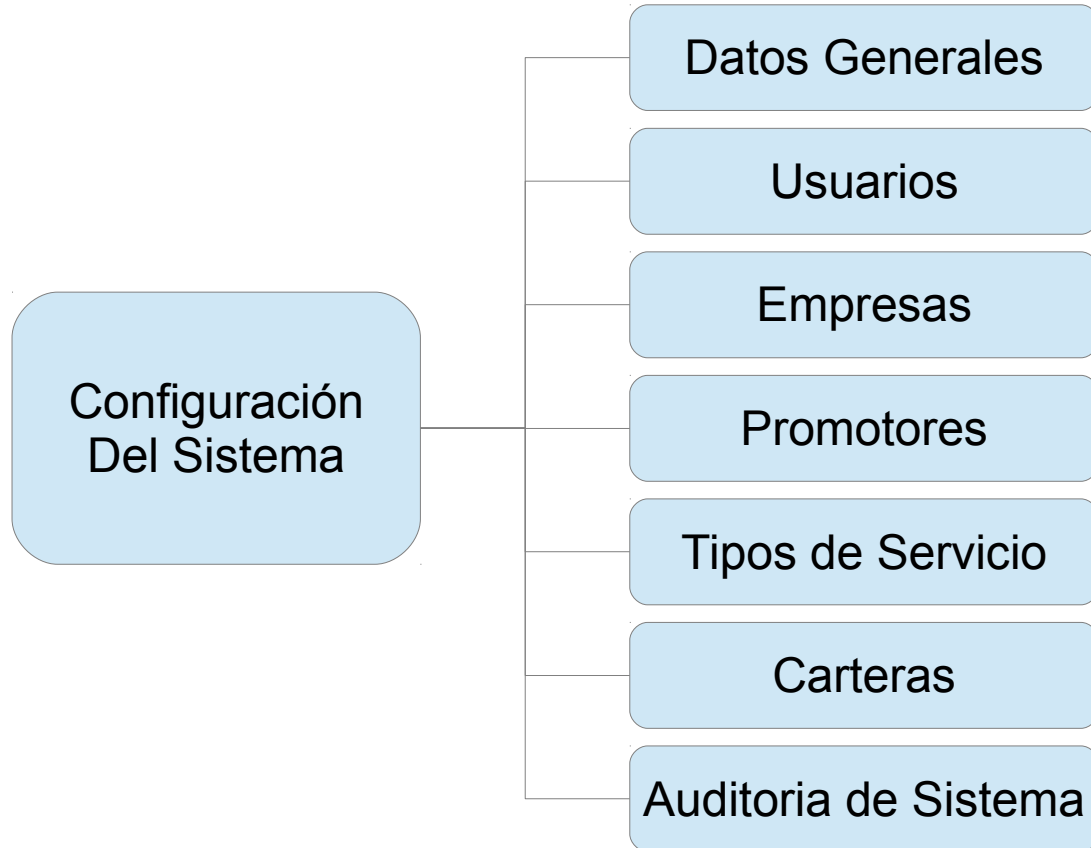 Datos Generales
Usuarios
Empresas
Configuración
Del Sistema
Promotores
Tipos de Servicio
Carteras
Auditoria de Sistema